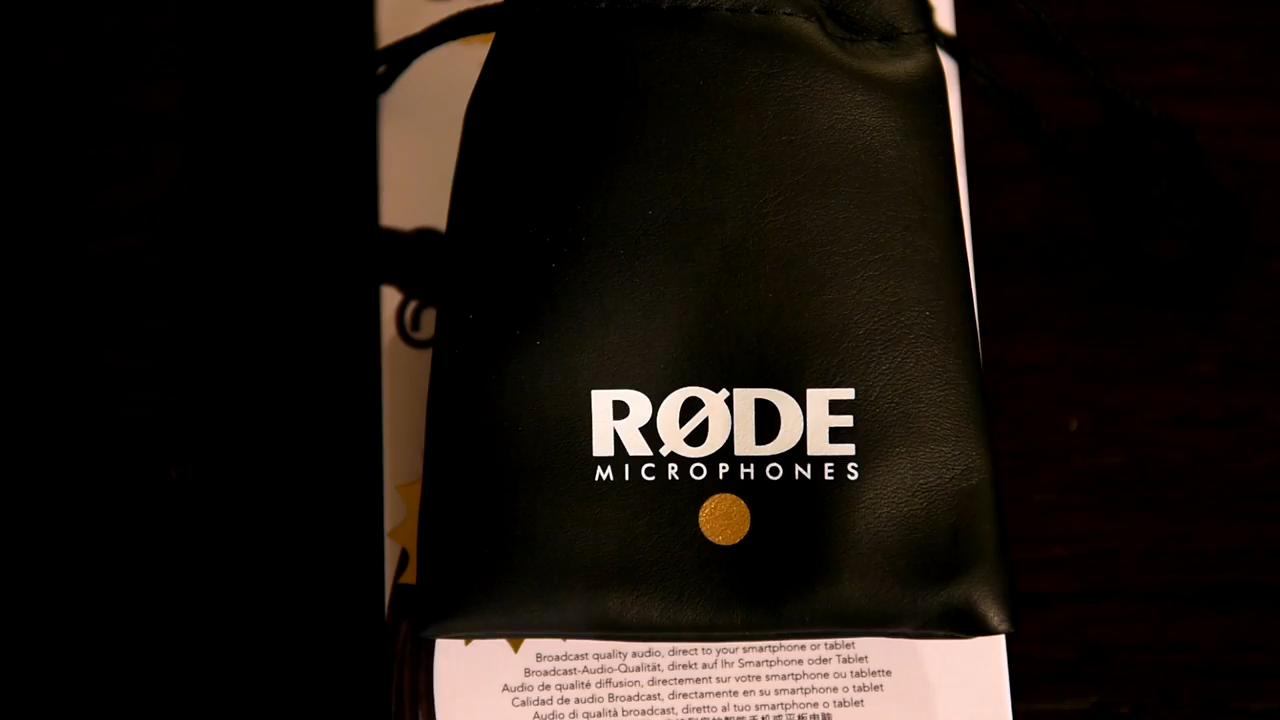 RØDE
MICROPHONES
Broadcast quality audio, direct to your smartphone or tablet
Broadcast-Audio-Qualität, direkt auf Ihr Smartphone oder Tablet
Audio de qualité diffusion, directement sur votre smartphone ou tablette
Calidad de audio Broadcast, directamente en su smartphone o tablet
Audio di qualità broadcast, diretto al tuo smartphone o tablet